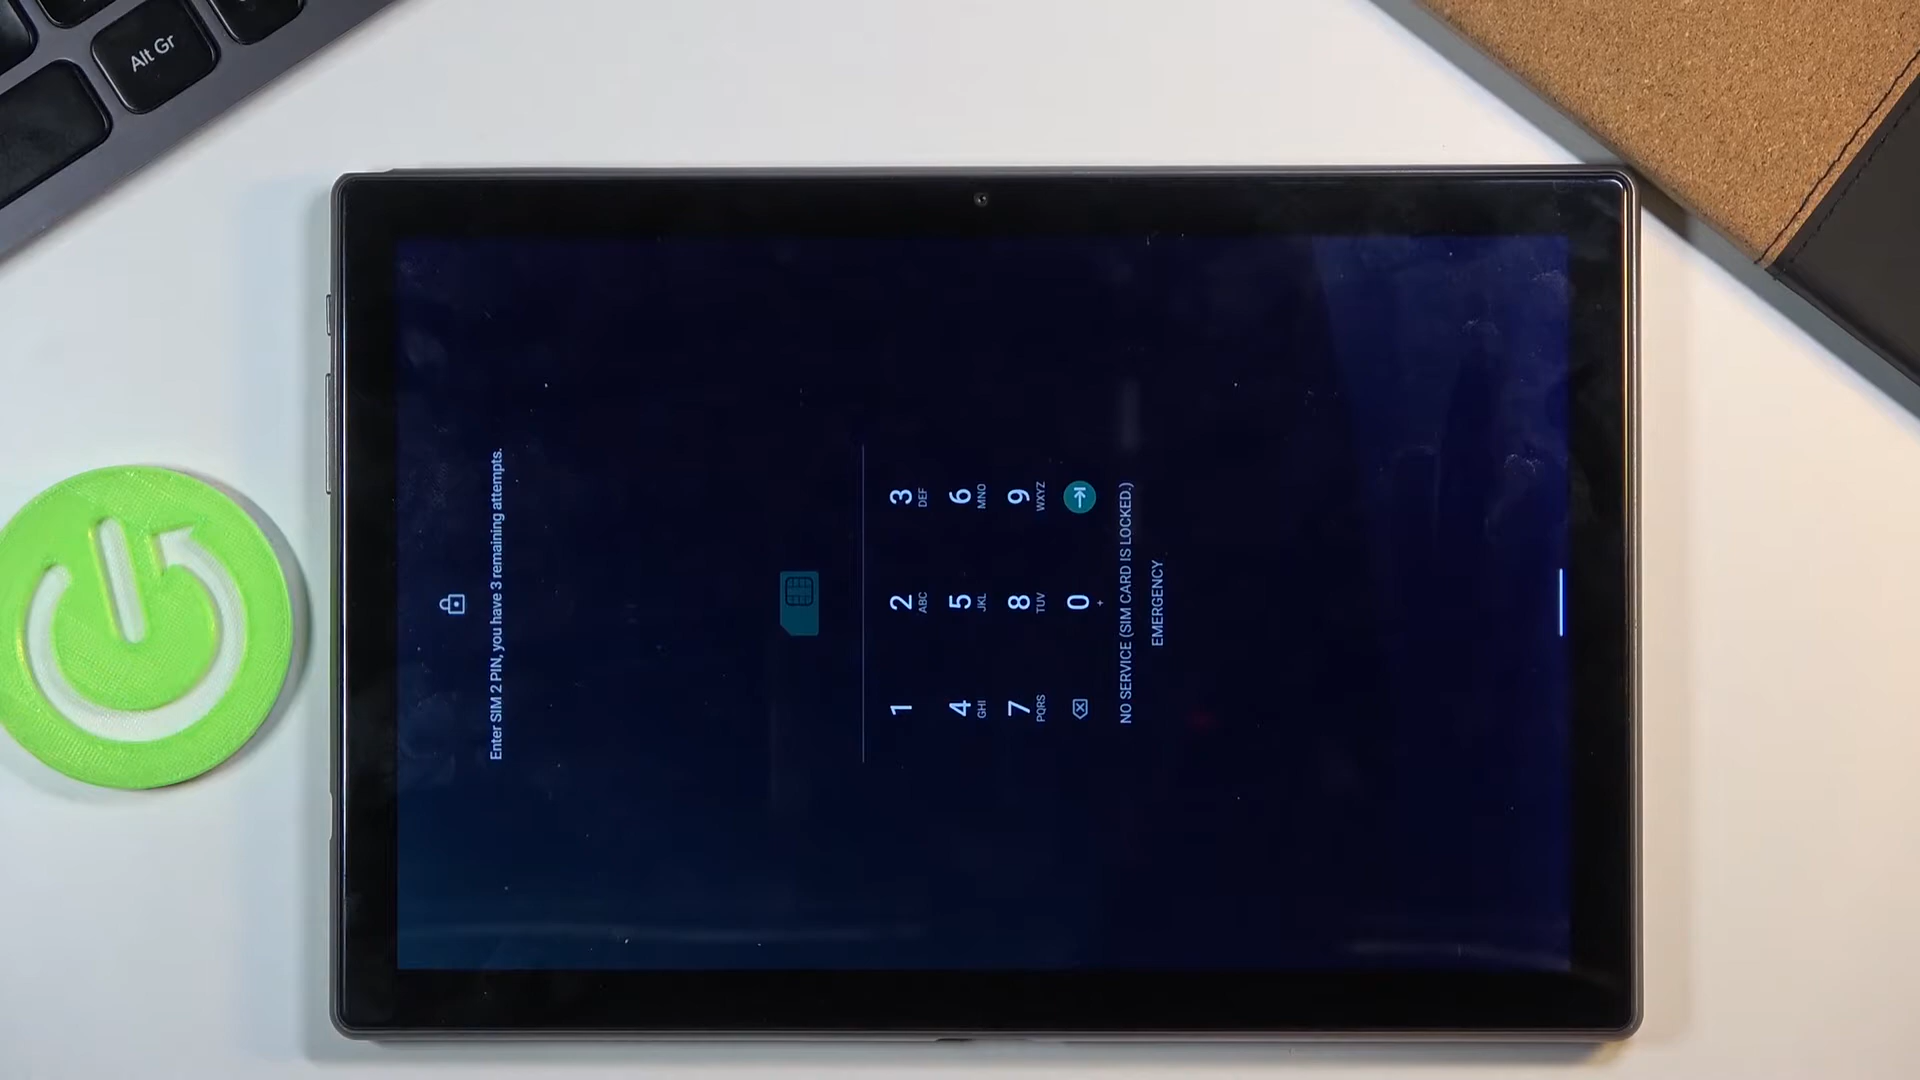 Alt Gr
Enter SIM 2 PIN, you have 3 remaining attempts.
1 2 ABC 3 DEF
4 GHI 5 JKL 6 MNO
7 PQRS 8 TUV 9 WXYZ
0 +
NO SERVICE (SIM CARD IS LOCKED.)
EMERGENCY